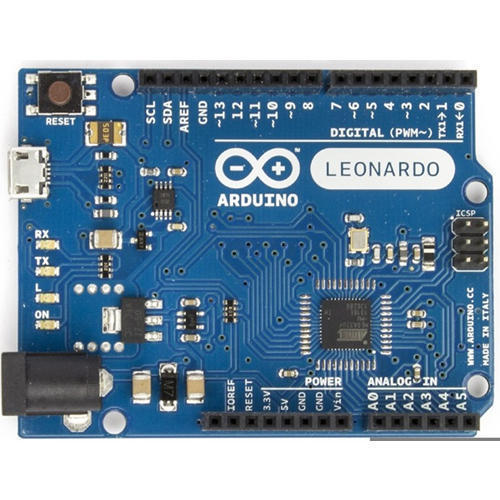 RESET
SCL
SDA
AREF
GND
~13
12
~11
~10
~9
8
7
~6
~5
4
~3
2
TX→1
RX←0
DIGITAL (PWM~)
ARDUINO
™
LEONARDO
ICSP
RX
TX
L
ON
WWW.ARDUINO.CC
MADE IN ITALY
POWER
ANALOG IN
IOREF
RESET
3.3V
5V
GND
GND
Vin
A0
A1
A2
A3
A4
A5